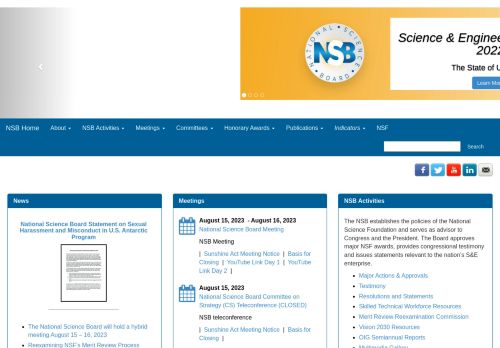 NATIONAL SCIENCE BOARD
NSB
Science & Enginee
2022
The State of U
Learn Mo
NSB Home About NSB Activities Meetings Committees Honorary Awards Publications Indicators NSF
Search
News
National Science Board Statement on Sexual
Harassment and Misconduct in U.S. Antarctic
Program
The National Science Board will hold a hybrid
meeting August 15 – 16, 2023
Reexamining NSF's Merit Review Process
Meetings
August 15, 2023 - August 16, 2023
National Science Board Meeting
NSB Meeting
| Sunshine Act Meeting Notice | Basis for
Closing | YouTube Link Day 1 | YouTube
Link Day 2 |
August 15, 2023
National Science Board Committee on
Strategy (CS) Teleconference (CLOSED)
NSB teleconference
| Sunshine Act Meeting Notice | Basis for
Closing |
NSB Activities
The NSB establishes the policies of the National
Science Foundation and serves as advisor to
Congress and the President. The Board approves
major NSF awards, provides congressional testimony
and issues statements relevant to the nation's S&E
enterprise.
Major Actions & Approvals
Testimony
Resolutions and Statements
Skilled Technical Workforce Resources
Merit Review Reexamination Commission
Vision 2030 Resources
OIG Semiannual Reports
Multimedia Gallery